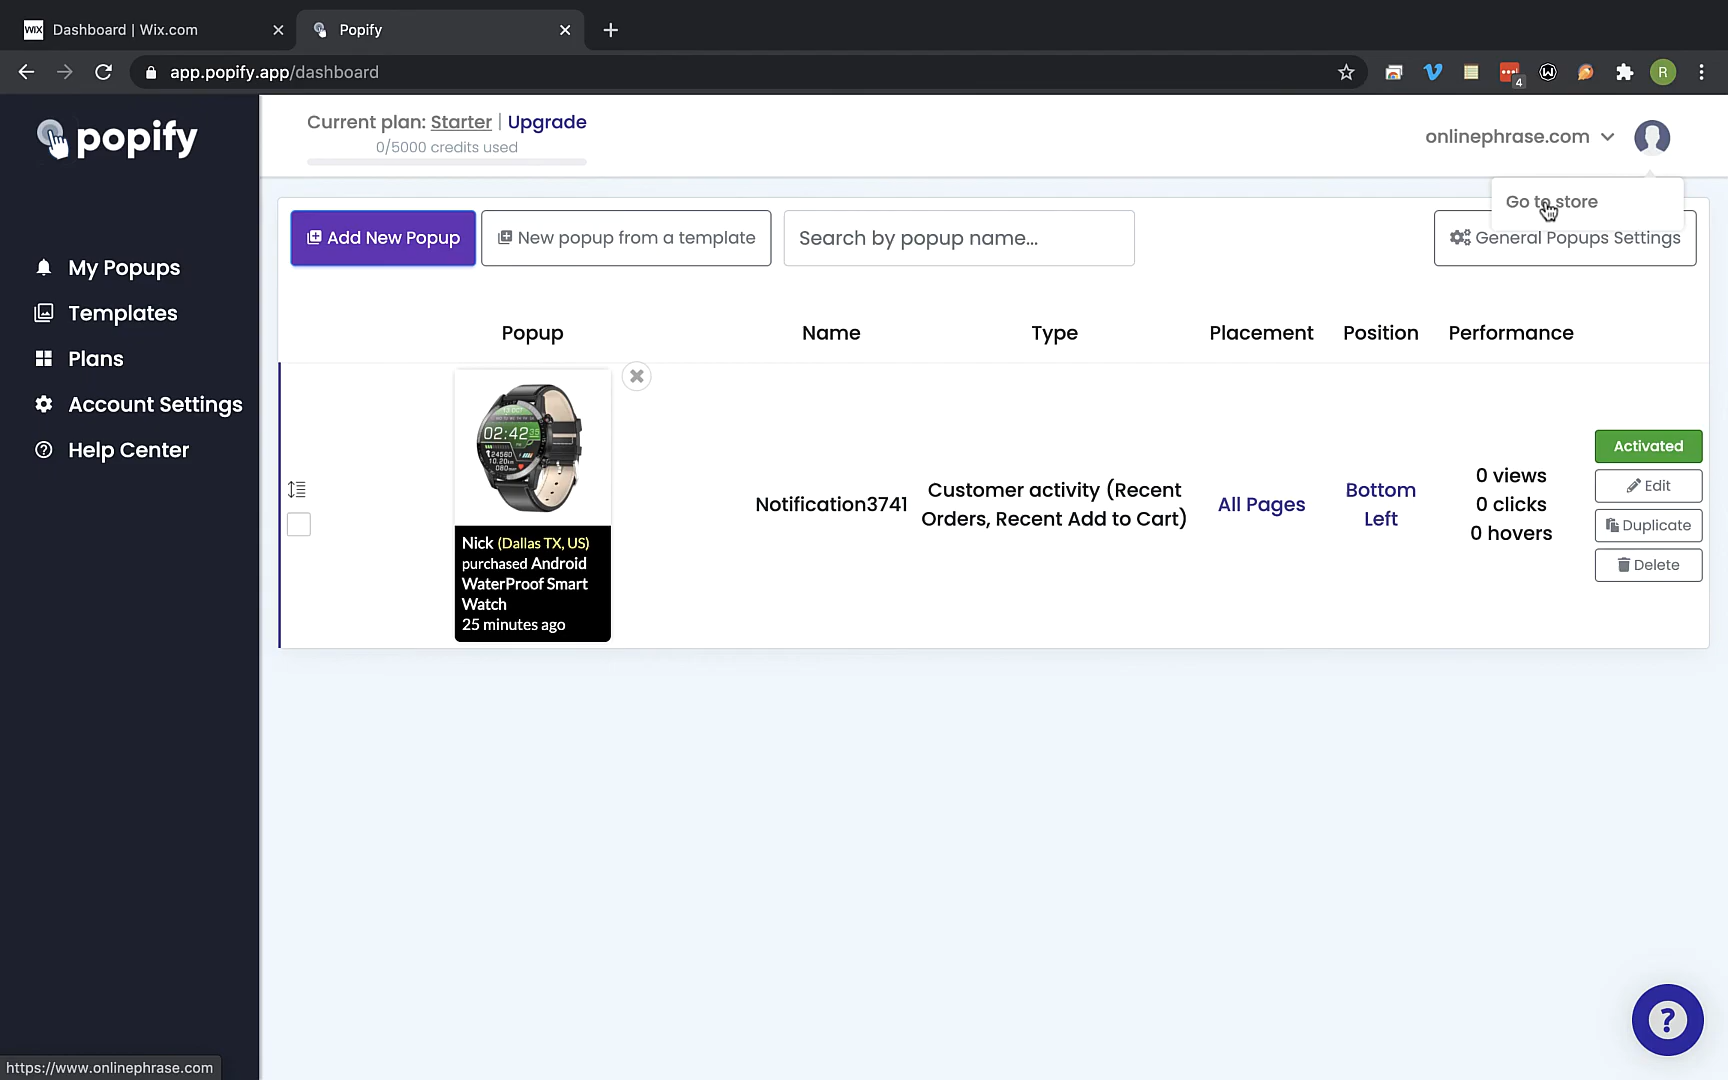 WIX Dashboard | Wix.com
Popify
app.popify.app/dashboard
4
R
popify
Current plan: Starter | Upgrade
0/5000 credits used
onlinephrase.com
Go to store
Add New Popup
New popup from a template
Search by popup name...
General Popups Settings
My Popups
Templates
Plans
Account Settings
Help Center
Popup
Name
Type
Placement
Position
Performance
02:42
Nick (Dallas TX, US)
purchased Android
WaterProof Smart
Watch
25 minutes ago
Notification3741
Customer activity (Recent
Orders, Recent Add to Cart)
All Pages
Bottom
Left
0 views
0 clicks
0 hovers
Activated
Edit
Duplicate
Delete
?
https://www.onlinephrase.com